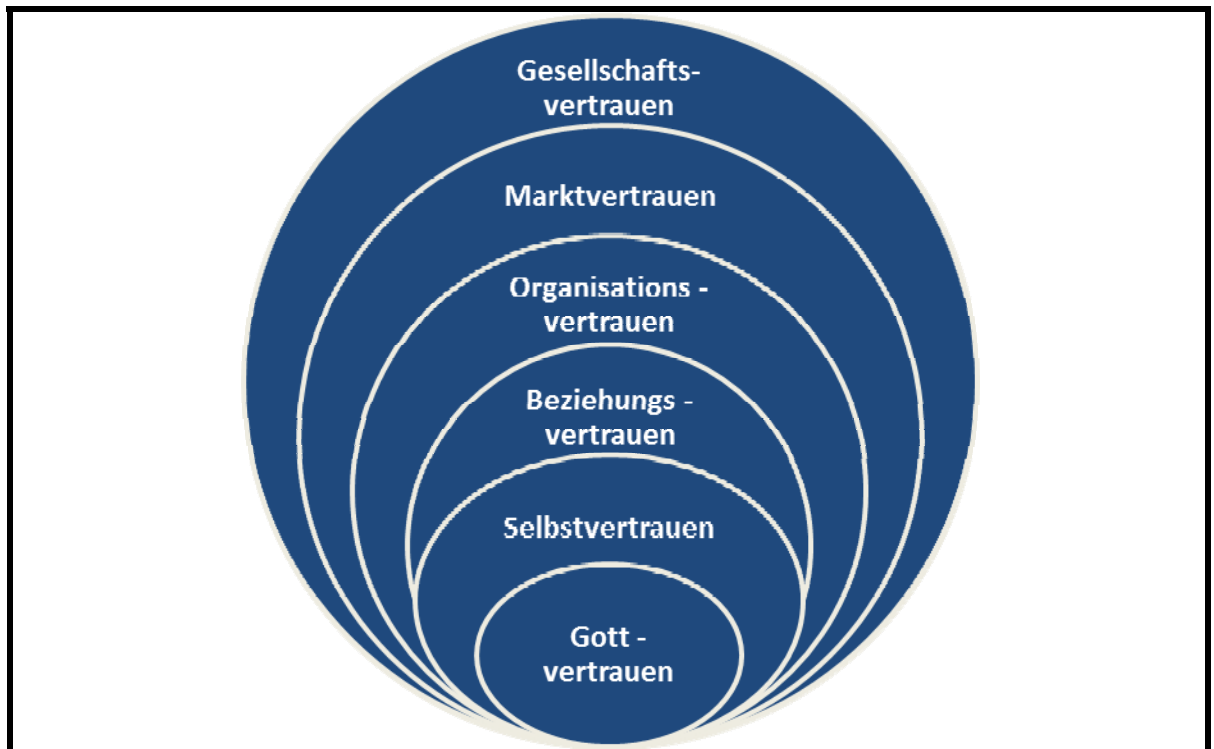 Gesellschafts-
vertrauen
Marktvertrauen
Organisations -
vertrauen
Beziehungs -
vertrauen
Selbstvertrauen
Gott -
vertrauen